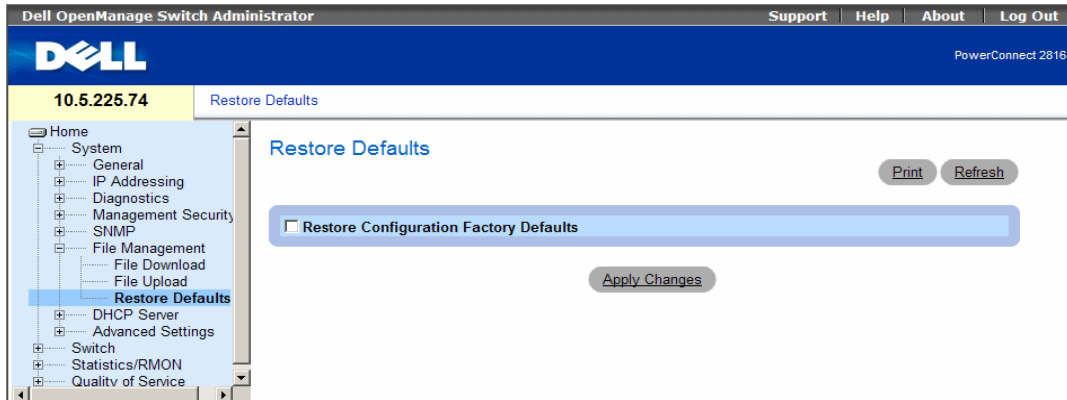 Dell OpenManage Switch Administrator
Support | Help | About | Log Out
DELL
PowerConnect 2816
10.5.225.74
Restore Defaults
Home
System
General
IP Addressing
Diagnostics
Management Security
SNMP
File Management
File Download
File Upload
Restore Defaults
DHCP Server
Advanced Settings
Switch
Statistics/RMON
Quality of Service
Restore Defaults
Print
Refresh
Restore Configuration Factory Defaults
Apply Changes